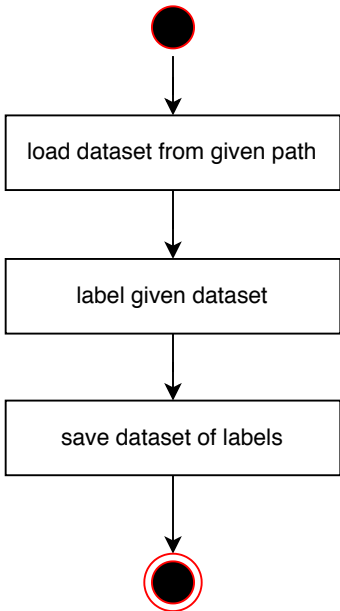 load dataset from given path
label given dataset
save dataset of labels